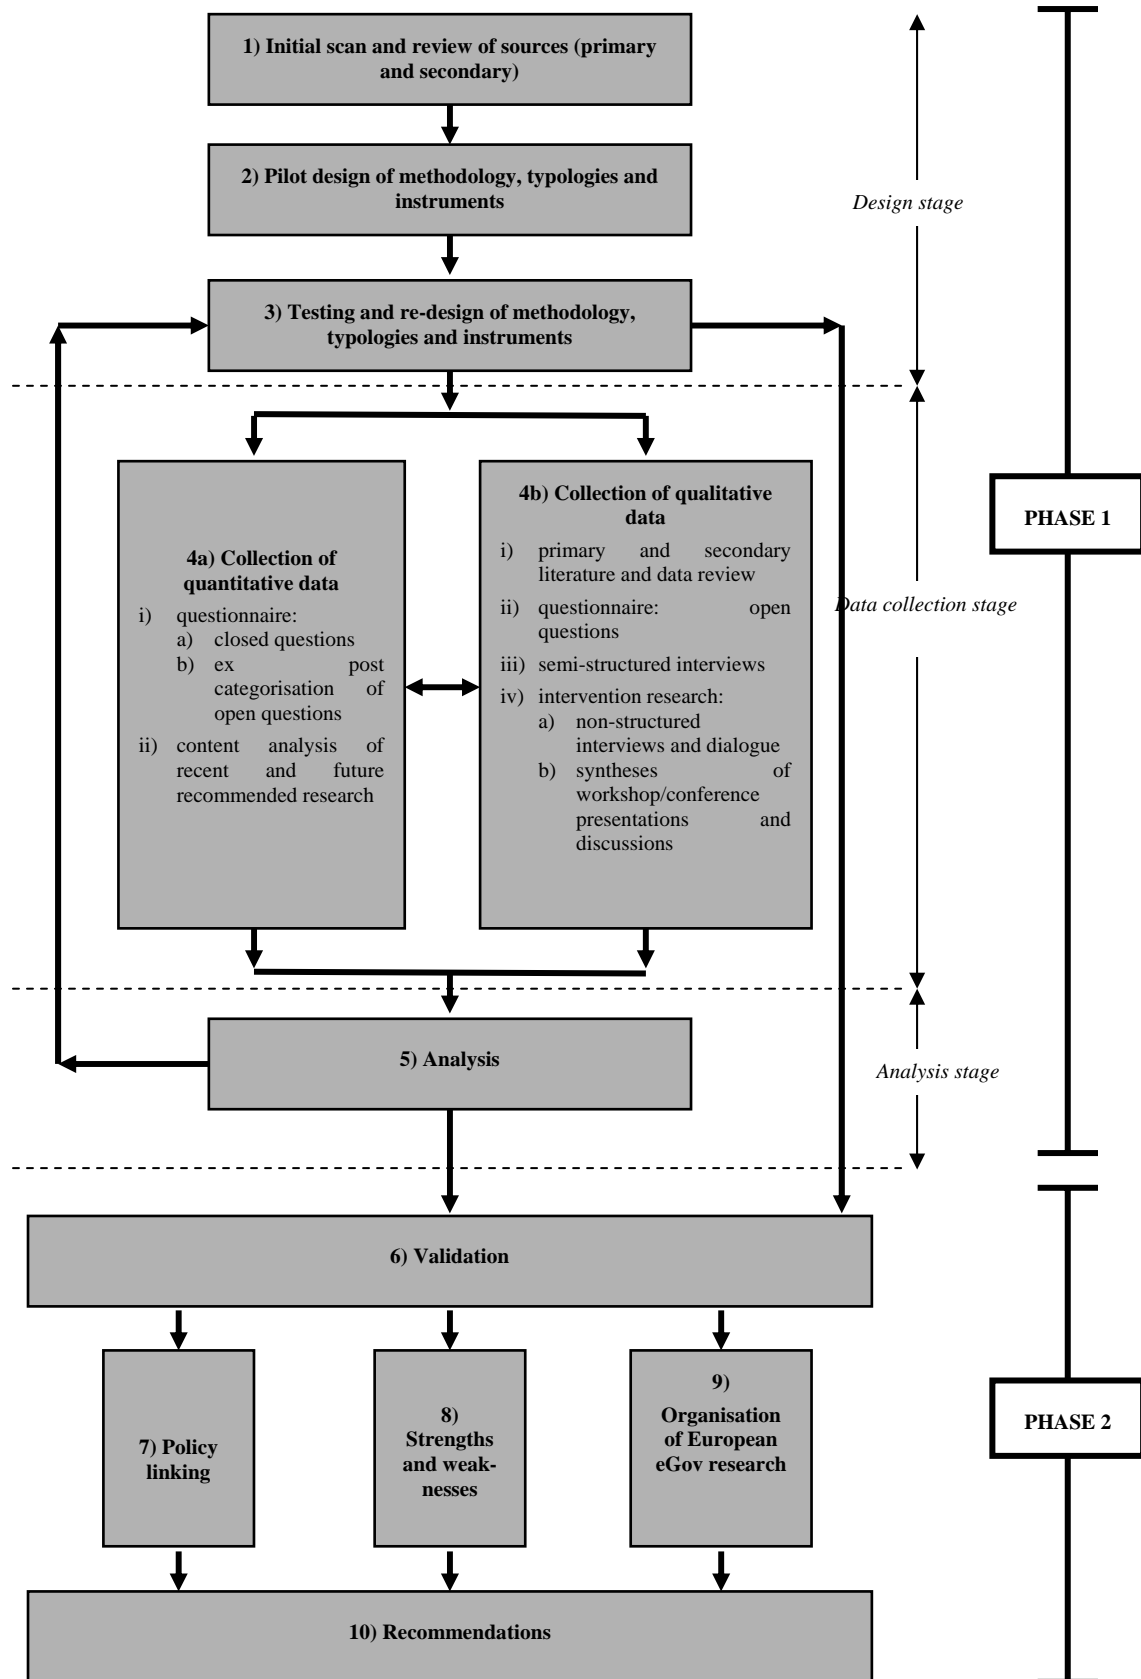 1) Initial scan and review of sources (primary
and secondary)
2) Pilot design of methodology, typologies and
instruments
Design stage
3) Testing and re-design of methodology,
typologies and instruments
4a) Collection of
quantitative data
i) questionnaire:
a) closed questions
b) ex post
categorisation of
open questions
ii) content analysis of
recent and future
recommended research
4b) Collection of qualitative
data
i) primary and secondary
literature and data review
ii) questionnaire: open
questions
iii) semi-structured interviews
iv) intervention research:
a) non-structured
interviews and dialogue
b) syntheses of
workshop/conference
presentations and
discussions
Data collection stage
PHASE 1
5) Analysis
Analysis stage
6) Validation
7) Policy
linking
8)
Strengths
and weak-
nesses
9)
Organisation
of European
eGov research
PHASE 2
10) Recommendations